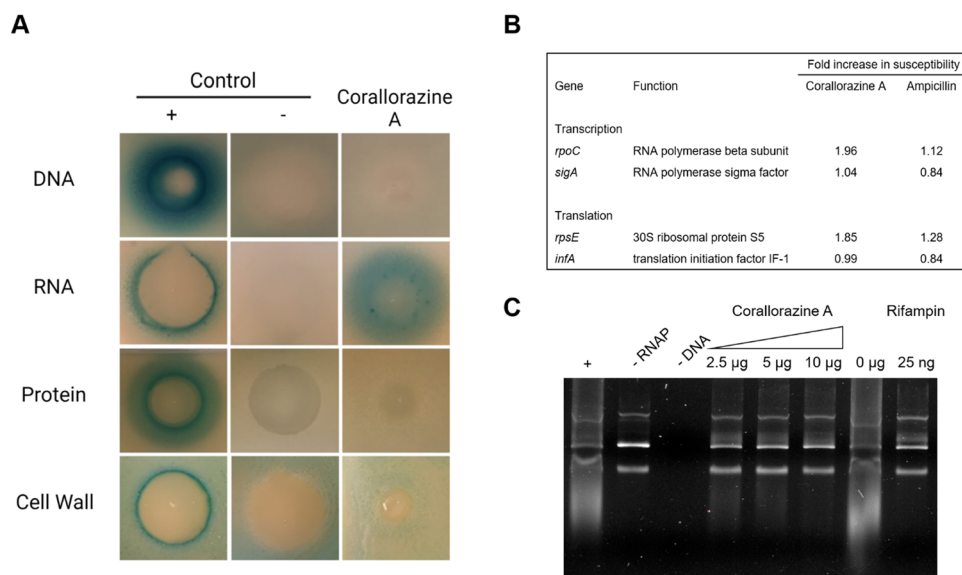 A
Control
+ - Corallorazine
A
DNA
RNA
Protein
Cell Wall
B
Fold increase in susceptibility
Gene Function Corallorazine A Ampicillin
Transcription
rpoC RNA polymerase beta subunit 1.96 1.12
sigA RNA polymerase sigma factor 1.04 0.84
Translation
rpsE 30S ribosomal protein S5 1.85 1.28
infA translation initiation factor IF-1 0.99 0.84
C
Corallorazine A Rifampin
+ - RNAP - DNA 2.5 µg 5 µg 10 µg 0 µg 25 ng